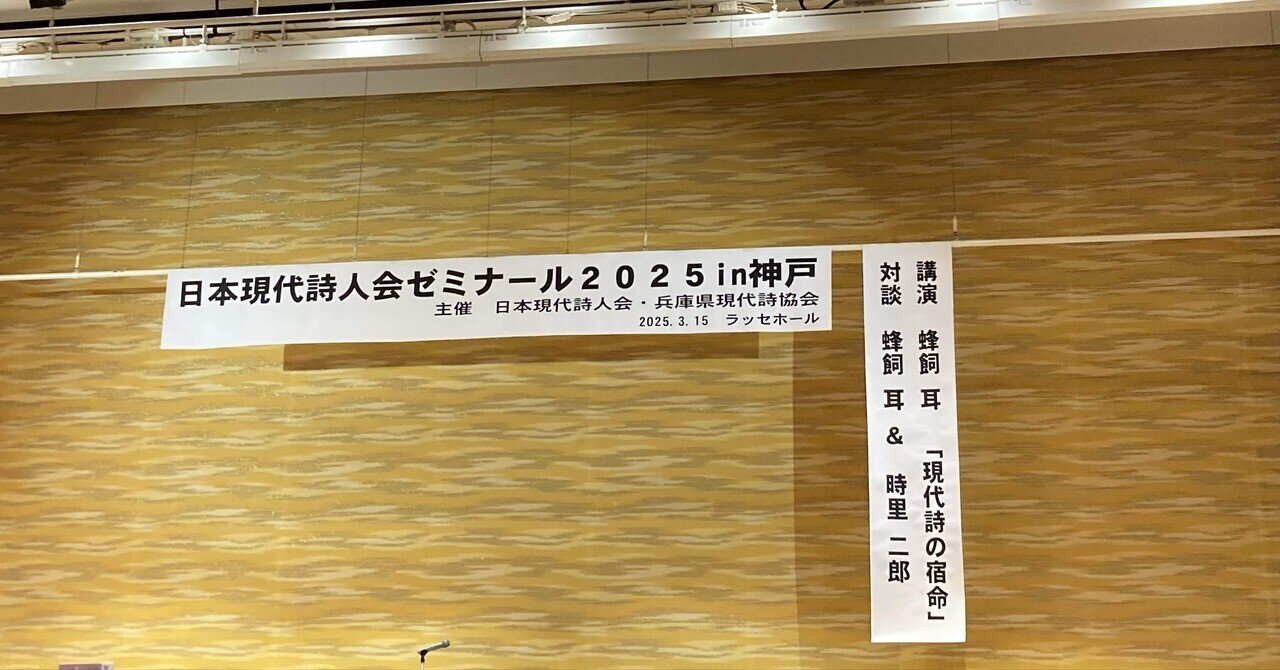 日本現代詩人会ゼミナール2025in神戸
主催　日本現代詩人会・兵庫県現代詩協会
2025.3.15　ラッセホール
講演　蜂飼 耳　「現代詩の宿命」
対談　蜂飼 耳 &　時里 二郎